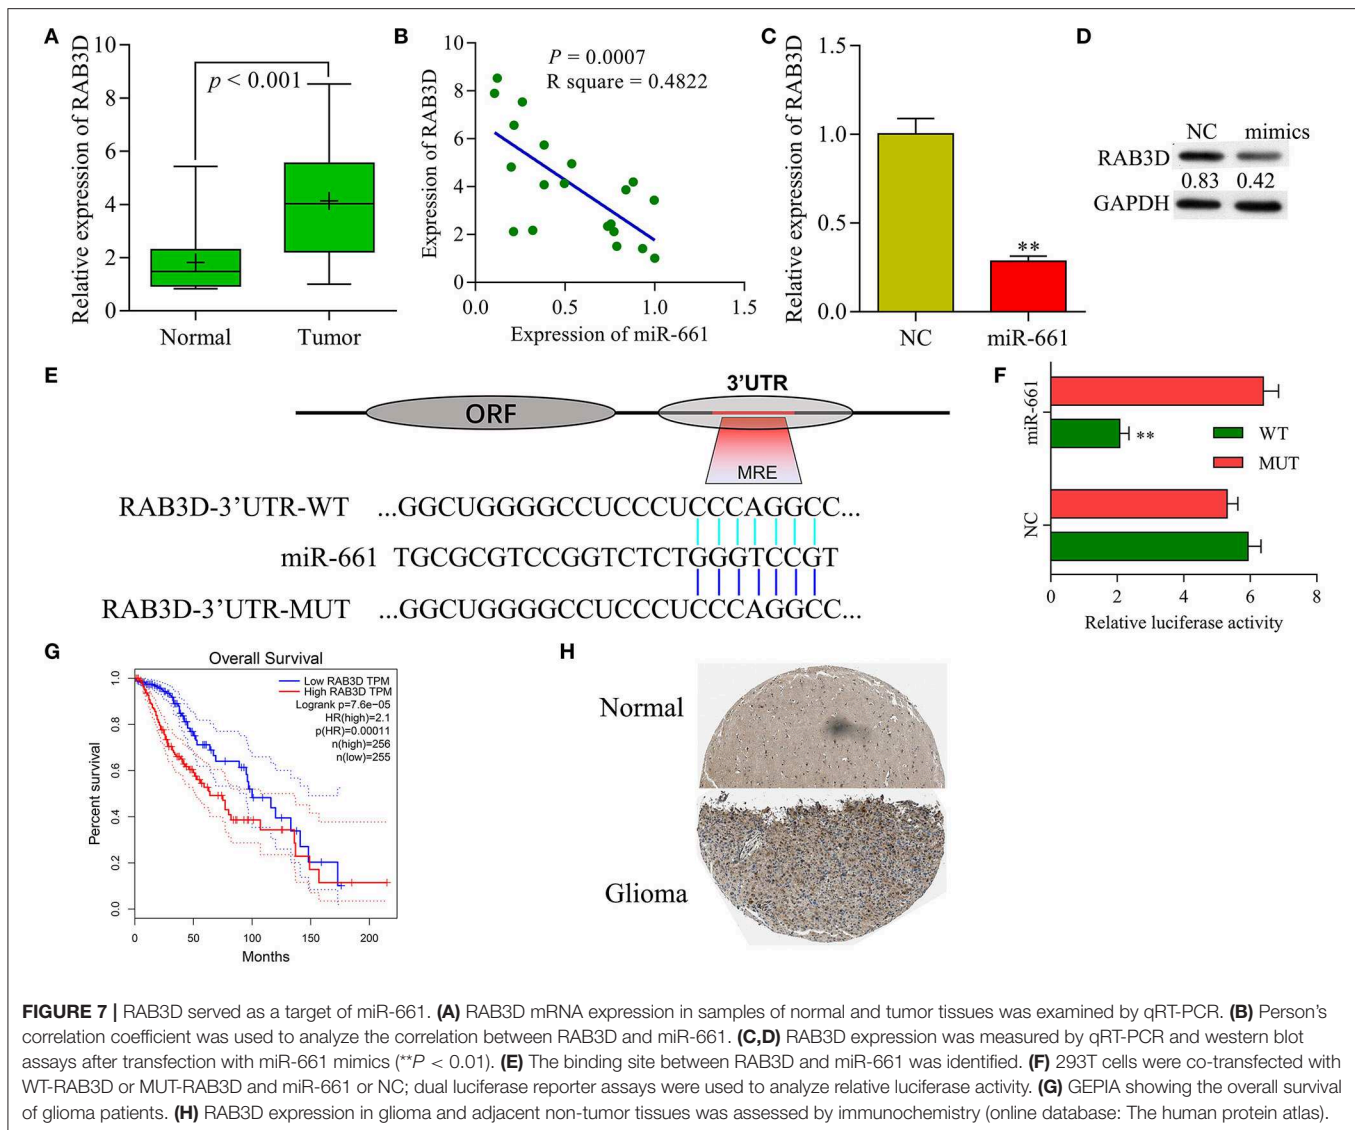 A
Relative expression of RAB3D
10
8
6
4
2
0
p < 0.001
Normal
Tumor
B
Expression of RAB3D
10
8
6
4
2
0
P = 0.0007
R square = 0.4822
0.0
0.5
1.0
1.5
Expression of miR-661
C
Relative expression of RAB3D
1.5
1.0
0.5
0.0
**
NC
miR-661
D
NC mimics
RAB3D
0.83 0.42
GAPDH
E
ORF
3'UTR
MRE
RAB3D-3'UTR-WT ...GGCUGGGGCCUCCCUCCCAGGCC...
miR-661 TGCGCGTCCGGTCTCTGGGTCCGT
RAB3D-3'UTR-MUT ...GGCUGGGGCCUCCCUCCCAGGCC...
F
miR-661
NC
**
WT
MUT
0 2 4 6 8
Relative luciferase activity
G
Overall Survival
Low RAB3D TPM
High RAB3D TPM
Logrank p=7.6e−05
HR(high)=2.1
p(HR)=0.00011
n(high)=256
n(low)=255
Percent survival
1.0
0.8
0.6
0.4
0.2
0.0
0 50 100 150 200
Months
H
Normal
Glioma
FIGURE 7 | RAB3D served as a target of miR-661. (A) RAB3D mRNA expression in samples of normal and tumor tissues was examined by qRT-PCR. (B) Person's
correlation coefficient was used to analyze the correlation between RAB3D and miR-661. (C,D) RAB3D expression was measured by qRT-PCR and western blot
assays after transfection with miR-661 mimics (**P < 0.01). (E) The binding site between RAB3D and miR-661 was identified. (F) 293T cells were co-transfected with
WT-RAB3D or MUT-RAB3D and miR-661 or NC; dual luciferase reporter assays were used to analyze relative luciferase activity. (G) GEPIA showing the overall survival
of glioma patients. (H) RAB3D expression in glioma and adjacent non-tumor tissues was assessed by immunochemistry (online database: The human protein atlas).